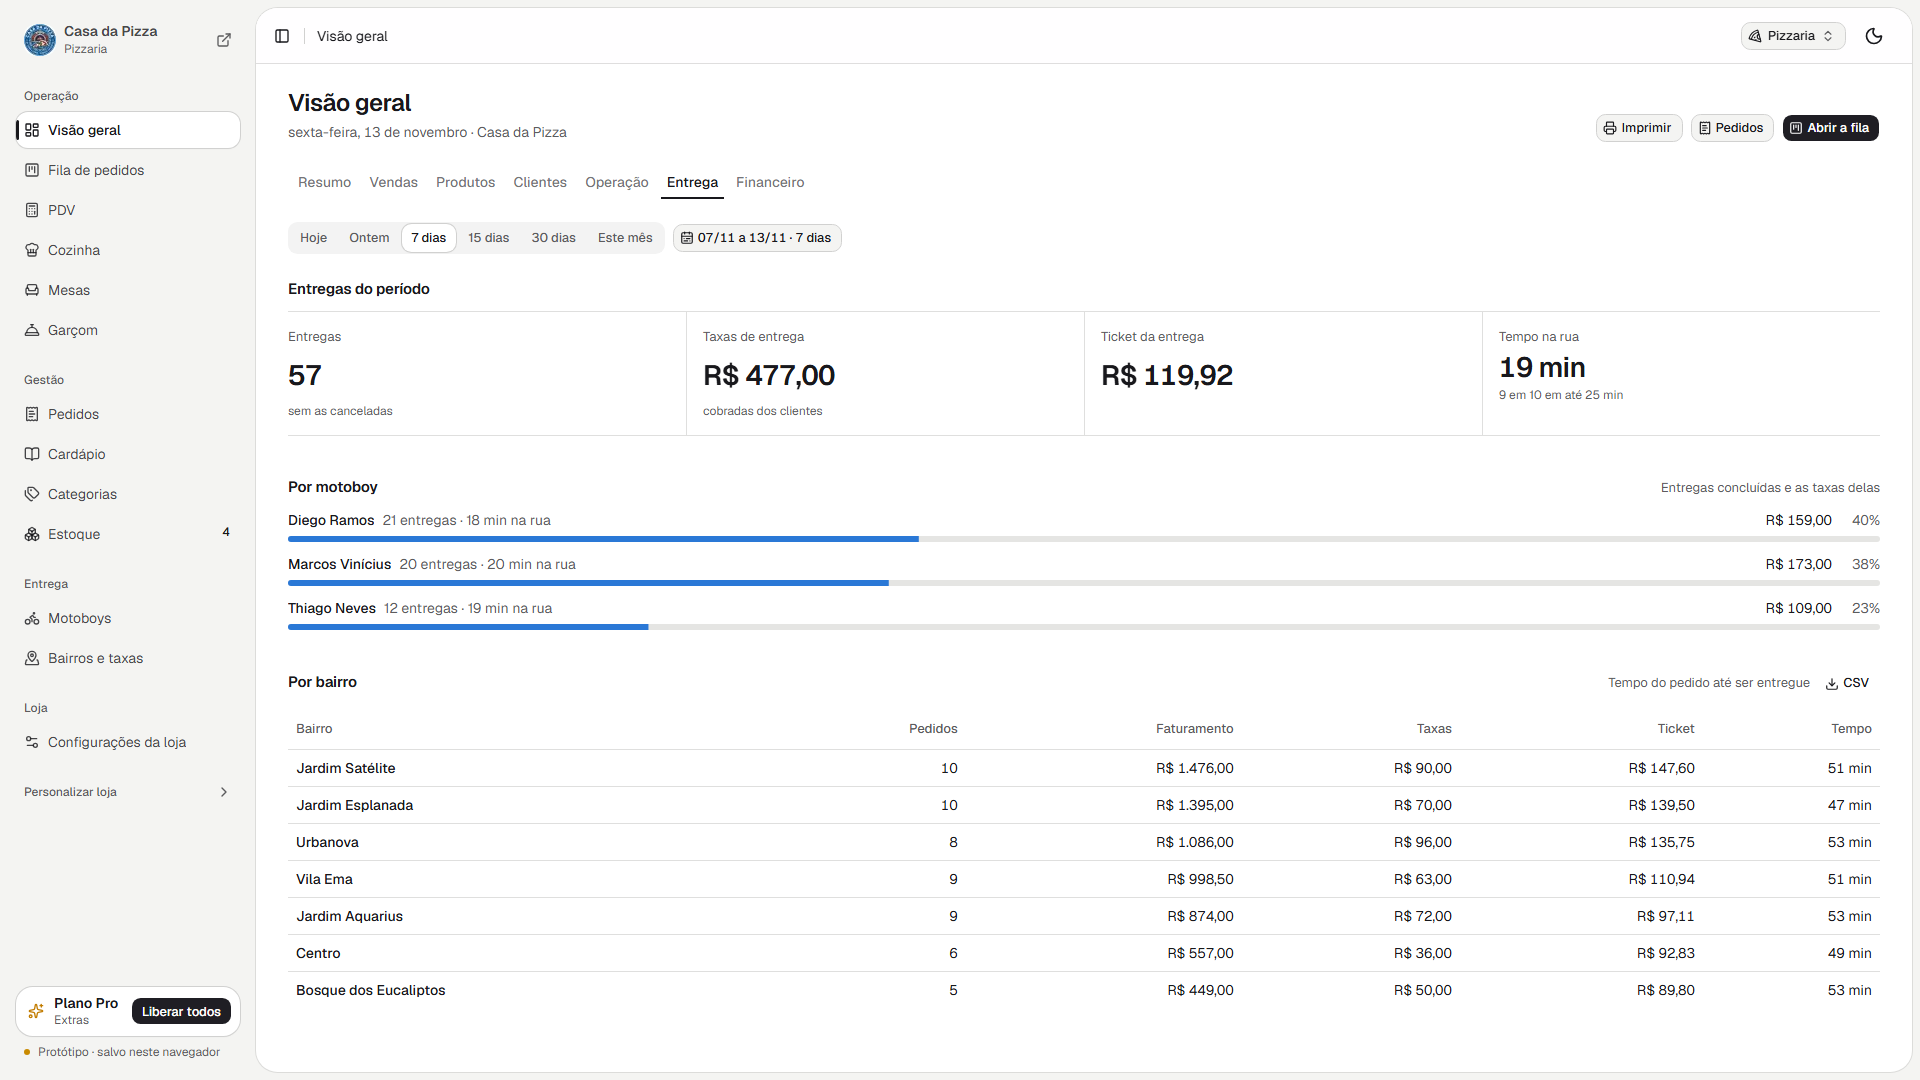 Casa da Pizza
Pizzaria
Operação
Visão geral
Fila de pedidos
PDV
Cozinha
Mesas
Garçom
Gestão
Pedidos
Cardápio
Categorias
Estoque 4
Entrega
Motoboys
Bairros e taxas
Loja
Configurações da loja
Personalizar loja
Plano Pro
Extras
Liberar todos
Protótipo · salvo neste navegador
Visão geral
Pizzaria
Visão geral
sexta-feira, 13 de novembro · Casa da Pizza
Imprimir Pedidos Abrir a fila
Resumo Vendas Produtos Clientes Operação Entrega Financeiro
Hoje Ontem 7 dias 15 dias 30 dias Este mês 07/11 a 13/11 · 7 dias
Entregas do período
Entregas
57
sem as canceladas
Taxas de entrega
R$ 477,00
cobradas dos clientes
Ticket da entrega
R$ 119,92
Tempo na rua
19 min
9 em 10 em até 25 min
Por motoboy Entregas concluídas e as taxas delas
Diego Ramos 21 entregas · 18 min na rua R$ 159,00 40%
Marcos Vinícius 20 entregas · 20 min na rua R$ 173,00 38%
Thiago Neves 12 entregas · 19 min na rua R$ 109,00 23%
Por bairro Tempo do pedido até ser entregue CSV
Bairro Pedidos Faturamento Taxas Ticket Tempo
Jardim Satélite 10 R$ 1.476,00 R$ 90,00 R$ 147,60 51 min
Jardim Esplanada 10 R$ 1.395,00 R$ 70,00 R$ 139,50 47 min
Urbanova 8 R$ 1.086,00 R$ 96,00 R$ 135,75 53 min
Vila Ema 9 R$ 998,50 R$ 63,00 R$ 110,94 51 min
Jardim Aquarius 9 R$ 874,00 R$ 72,00 R$ 97,11 53 min
Centro 6 R$ 557,00 R$ 36,00 R$ 92,83 49 min
Bosque dos Eucaliptos 5 R$ 449,00 R$ 50,00 R$ 89,80 53 min